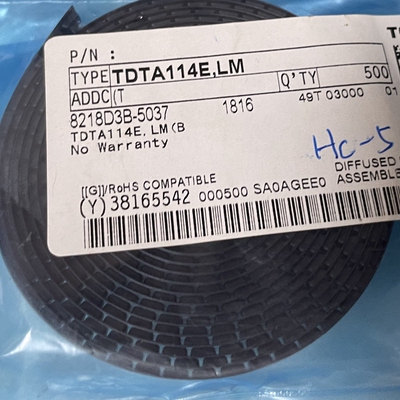 P/N :
TYPE TDTA114E,LM Q'TY 500
ADDC (T 49T 03000 01
8218D3B-5037 1816
TDTA114E, LM (B
No Warranty
HC-5
DIFFUSED
[[G]]/RoHS COMPATIBLE ASSEMBLE
(Y)38165542 000500 SA0AGEE0